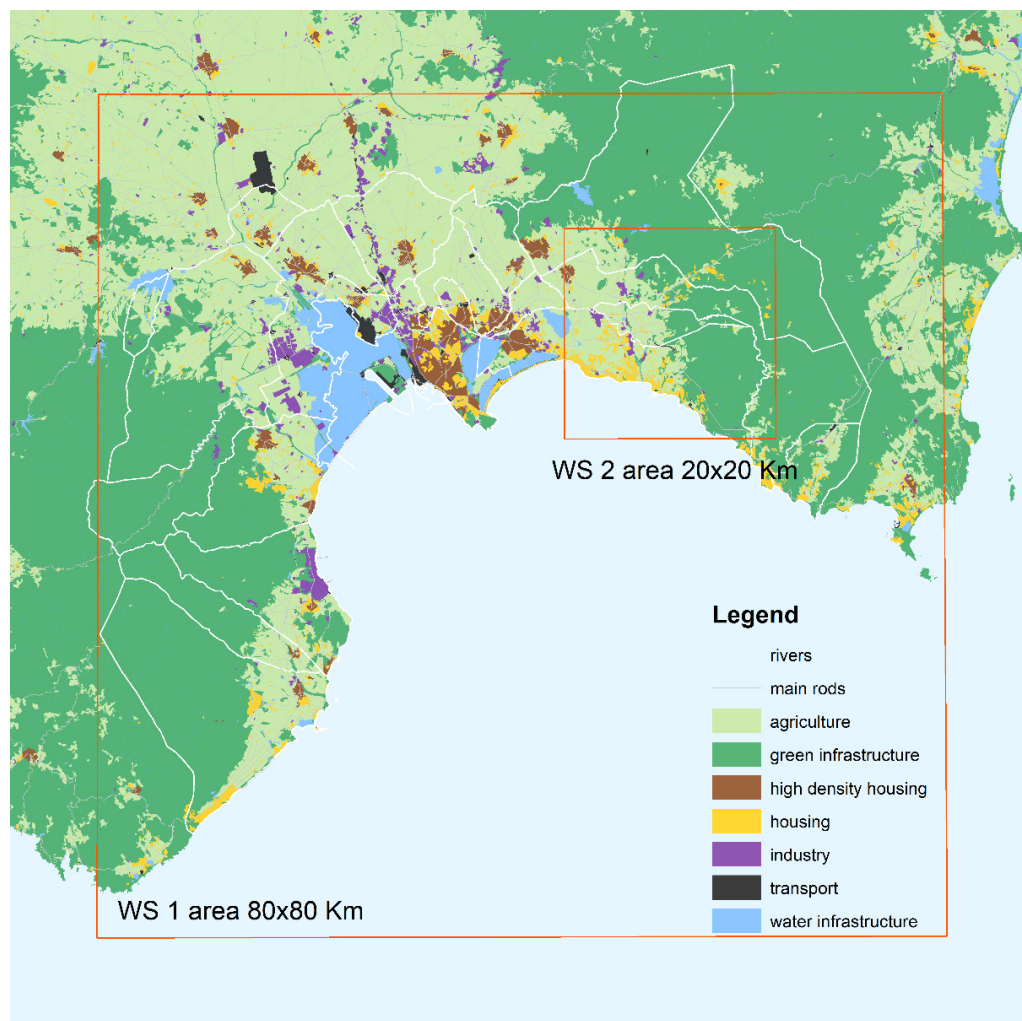 WS 2 area 20x20 Km
Legend
rivers
main rods
agriculture
green infrastructure
high density housing
housing
industry
transport
water infrastructure
WS 1 area 80x80 Km